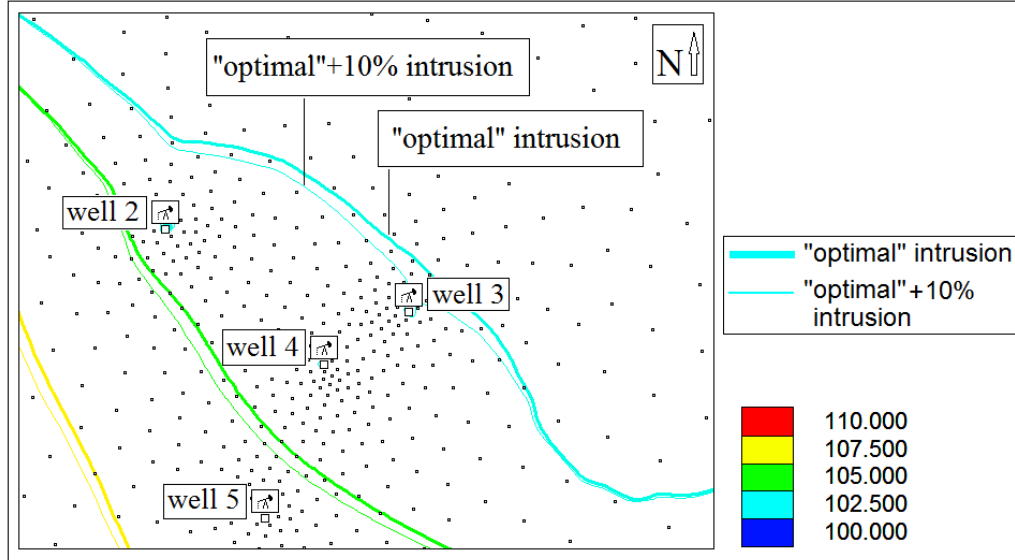 "optimal"+10% intrusion
N
"optimal" intrusion
well 2
well 3
well 4
well 5
"optimal" intrusion
"optimal"+10%
intrusion
110.000
107.500
105.000
102.500
100.000